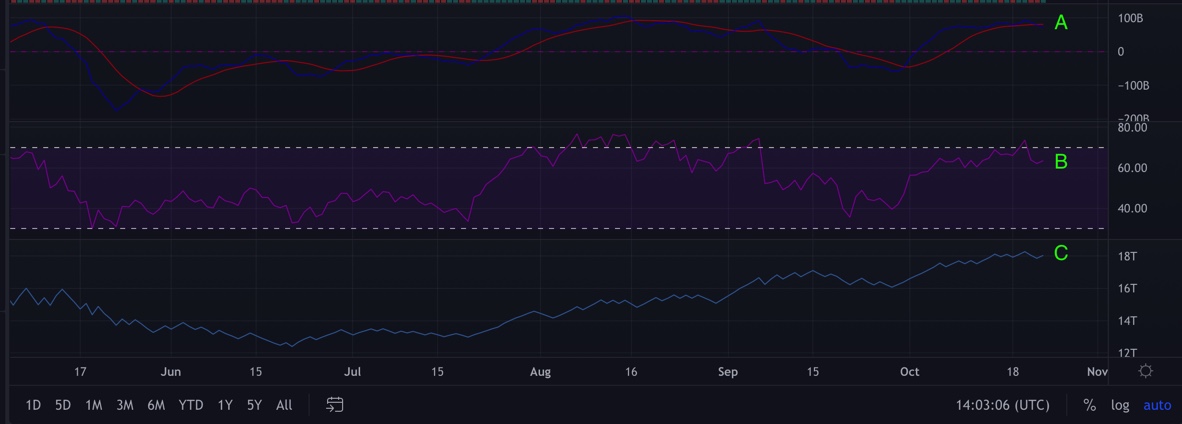 100B
A
0
−100B
−200B
80.00
B
60.00
40.00
C
18T
16T
14T
12T
17 Jun 15 Jul 15 Aug 16 Sep 15 Oct 18 Nov
1D 5D 1M 3M 6M YTD 1Y 5Y All 14:03:06 (UTC) % log auto